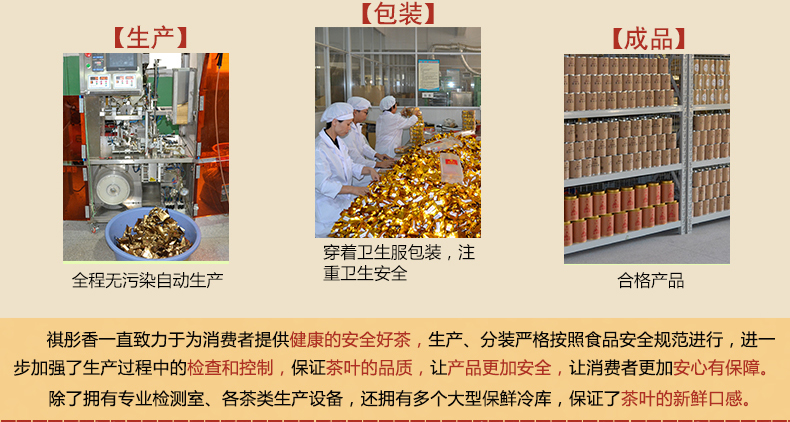 【生产】
【包装】
【成品】
全程无污染自动生产
穿着卫生服包装，注
重卫生安全
合格产品
祺彤香一直致力于为消费者提供健康的安全好茶，生产、分装严格按照食品安全规范进行，进一
步加强了生产过程中的检查和控制，保证茶叶的品质，让产品更加安全，让消费者更加安心有保障。
除了拥有专业检测室、各茶类生产设备，还拥有多个大型保鲜冷库，保证了茶叶的新鲜口感。